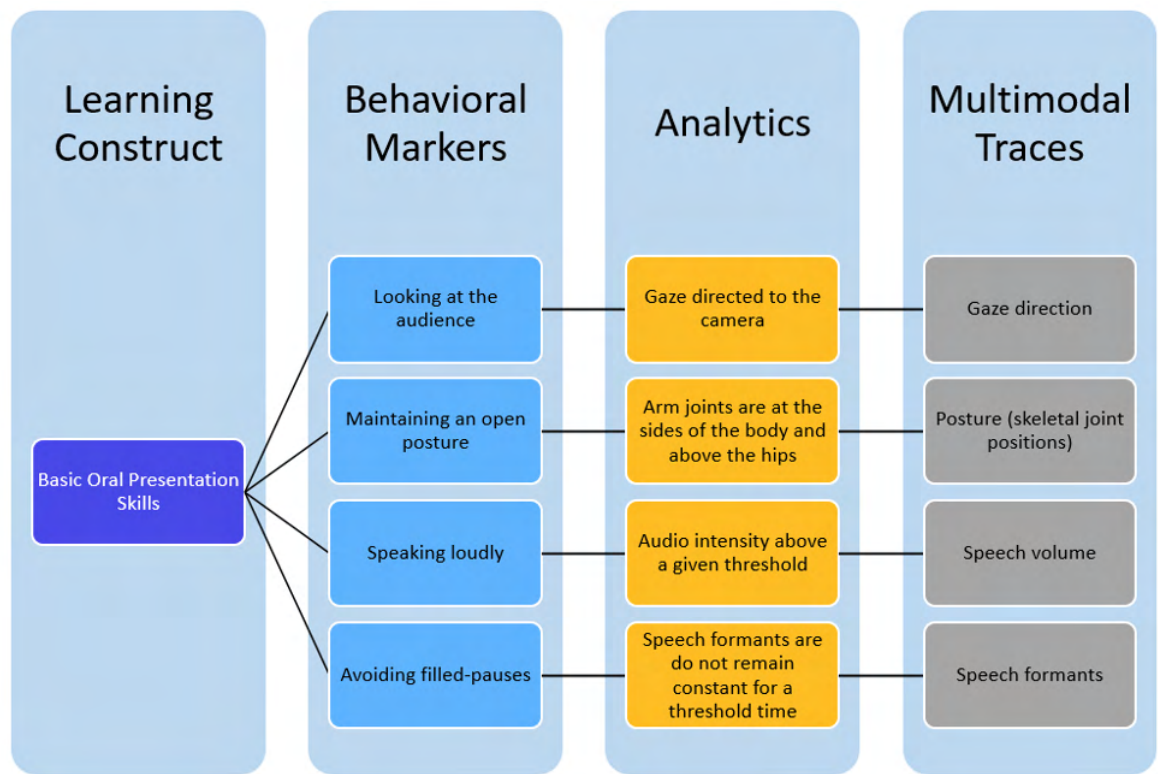 Learning
Construct
Behavioral
Markers
Analytics
Multimodal
Traces
Basic Oral Presentation
Skills
Looking at the
audience
Gaze directed to the
camera
Gaze direction
Maintaining an open
posture
Arm joints are at the
sides of the body and
above the hips
Posture (skeletal joint
positions)
Speaking loudly
Audio intensity above
a given threshold
Speech volume
Avoiding filled-pauses
Speech formants are
do not remain
constant for a
threshold time
Speech formants